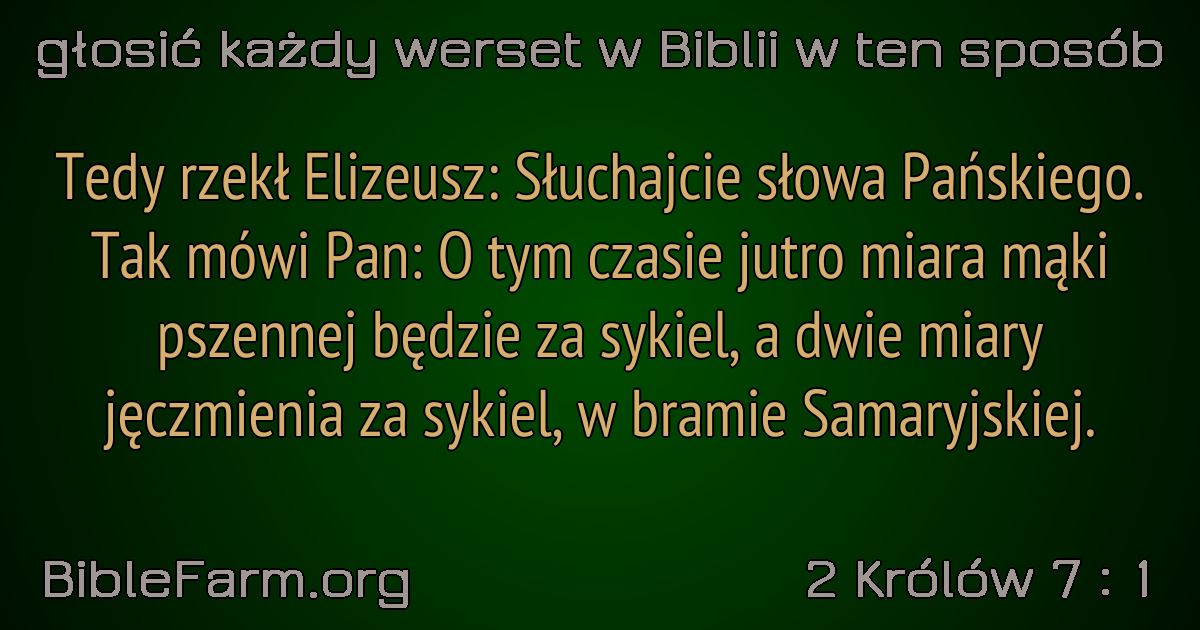 głosić każdy werset w Biblii w ten sposób
Tedy rzekł Elizeusz: Słuchajcie słowa Pańskiego.
Tak mówi Pan: O tym czasie jutro miara mąki
pszennej będzie za sykiel, a dwie miary
jęczmienia za sykiel, w bramie Samaryjskiej.
BibleFarm.org
2 Królów 7 : 1